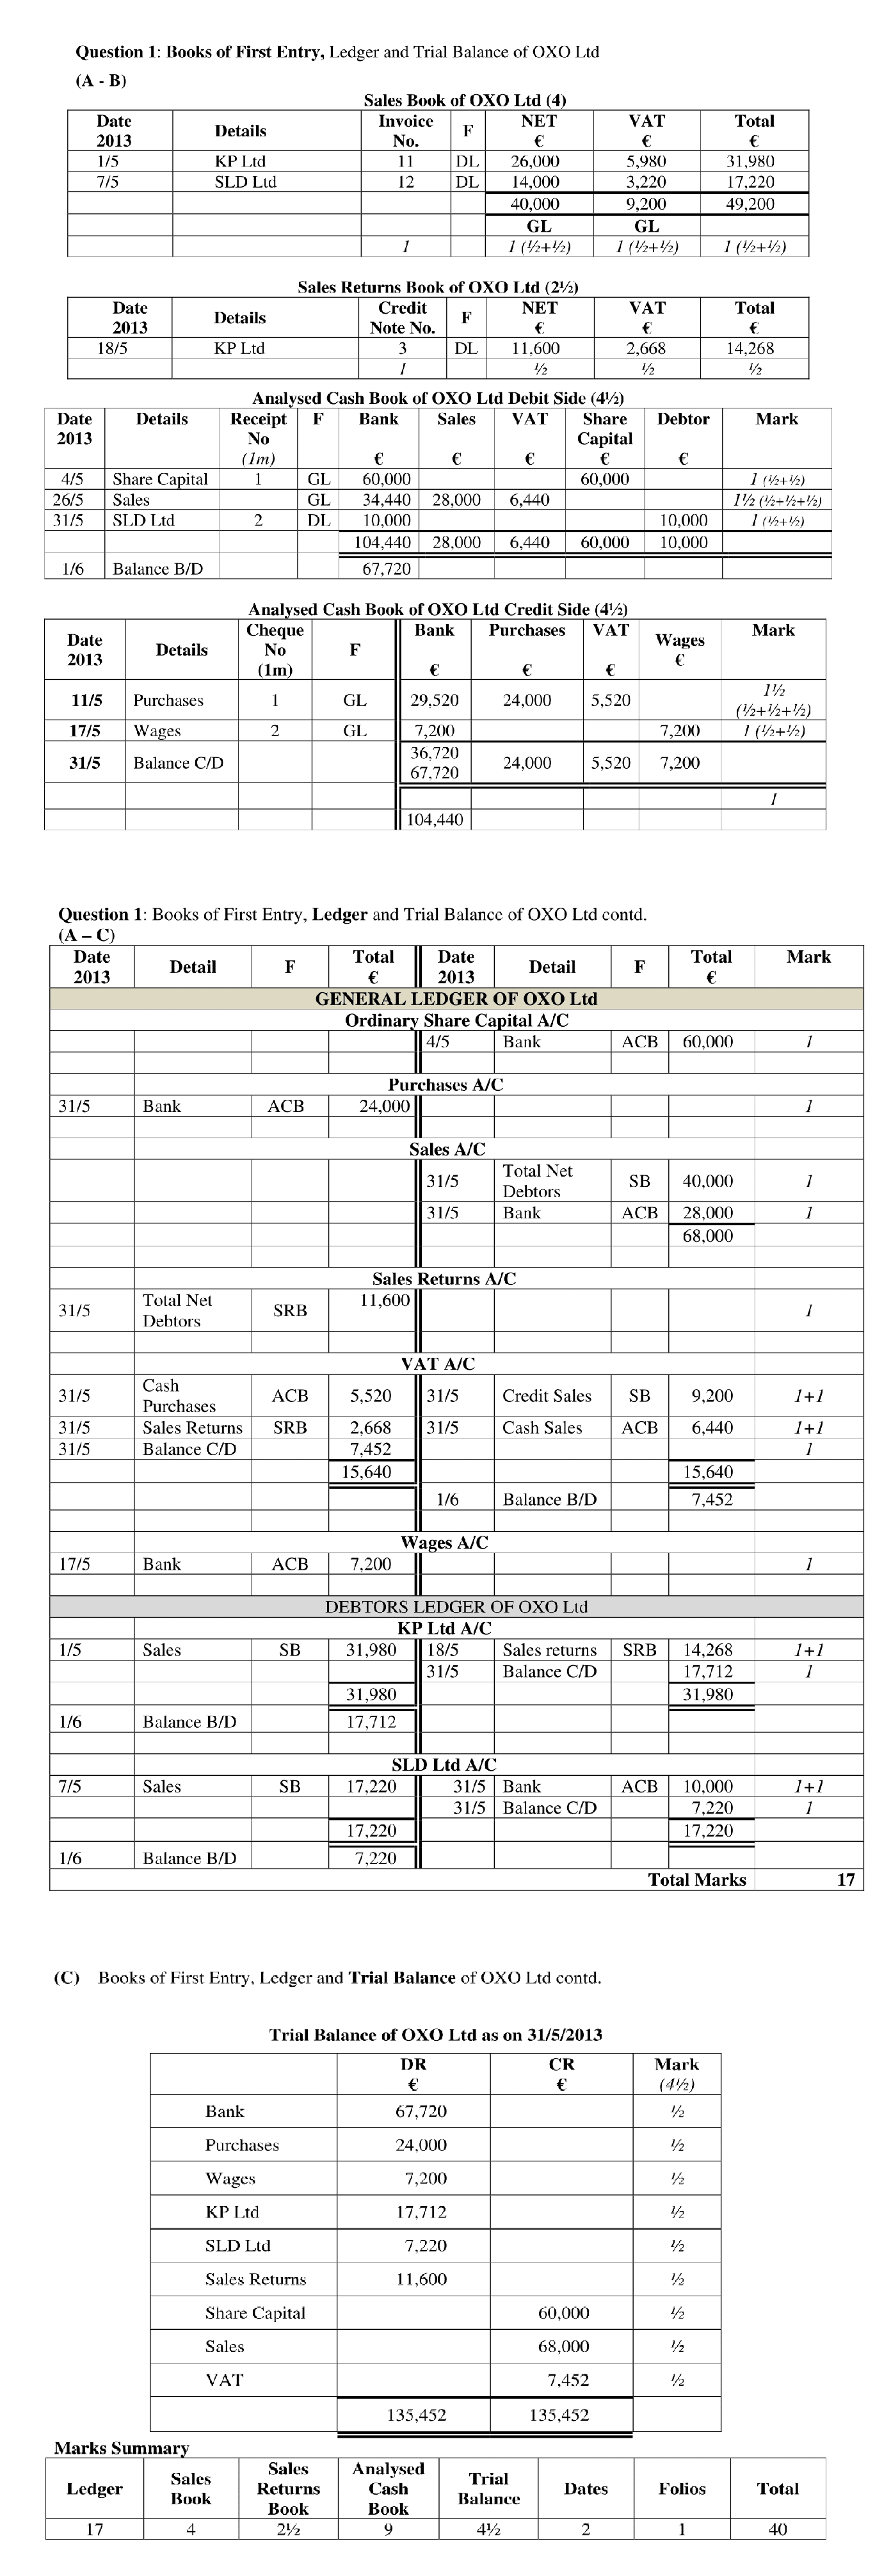 Question 1: Books of First Entry, Ledger and Trial Balance of OXO Ltd
(A - B)
Sales Book of OXO Ltd (4)
Date 2013 Details Invoice No. F NET € VAT € Total €
1/5 KP Ltd 11 DL 26,000 5,980 31,980
7/5 SLD Ltd 12 DL 14,000 3,220 17,220
40,000 9,200 49,200
GL GL
1 1 (½+½) 1 (½+½) 1 (½+½)
Sales Returns Book of OXO Ltd (2½)
Date 2013 Details Credit Note No. F NET € VAT € Total €
18/5 KP Ltd 3 DL 11,600 2,668 14,268
1 ½ ½ ½
Analysed Cash Book of OXO Ltd Debit Side (4½)
Date 2013 Details Receipt No (1m) F Bank € Sales € VAT € Share Capital € Debtor € Mark
4/5 Share Capital 1 GL 60,000 60,000 1 (½+½)
26/5 Sales GL 34,440 28,000 6,440 1½ (½+½+½)
31/5 SLD Ltd 2 DL 10,000 10,000 1 (½+½)
104,440 28,000 6,440 60,000 10,000
1/6 Balance B/D 67,720
Analysed Cash Book of OXO Ltd Credit Side (4½)
Date 2013 Details Cheque No (1m) F Bank € Purchases € VAT € Wages € Mark
11/5 Purchases 1 GL 29,520 24,000 5,520 1½ (½+½+½)
17/5 Wages 2 GL 7,200 7,200 1 (½+½)
36,720
31/5 Balance C/D 67,720 24,000 5,520 7,200
1
104,440
Question 1: Books of First Entry, Ledger and Trial Balance of OXO Ltd contd.
(A – C)
Date 2013 Detail F Total € Date 2013 Detail F Total € Mark
GENERAL LEDGER OF OXO Ltd
Ordinary Share Capital A/C
4/5 Bank ACB 60,000 1
Purchases A/C
31/5 Bank ACB 24,000 1
Sales A/C
31/5 Total Net Debtors SB 40,000 1
31/5 Bank ACB 28,000 1
68,000
Sales Returns A/C
31/5 Total Net Debtors SRB 11,600 1
VAT A/C
31/5 Cash Purchases ACB 5,520 31/5 Credit Sales SB 9,200 1+1
31/5 Sales Returns SRB 2,668 31/5 Cash Sales ACB 6,440 1+1
31/5 Balance C/D 7,452 1
15,640 15,640
1/6 Balance B/D 7,452
Wages A/C
17/5 Bank ACB 7,200 1
DEBTORS LEDGER OF OXO Ltd
KP Ltd A/C
1/5 Sales SB 31,980 18/5 Sales returns SRB 14,268 1+1
31/5 Balance C/D 17,712 1
31,980 31,980
1/6 Balance B/D 17,712
SLD Ltd A/C
7/5 Sales SB 17,220 31/5 Bank ACB 10,000 1+1
31/5 Balance C/D 7,220 1
17,220 17,220
1/6 Balance B/D 7,220
Total Marks 17
(C) Books of First Entry, Ledger and Trial Balance of OXO Ltd contd.
Trial Balance of OXO Ltd as on 31/5/2013
DR € CR € Mark (4½)
Bank 67,720 ½
Purchases 24,000 ½
Wages 7,200 ½
KP Ltd 17,712 ½
SLD Ltd 7,220 ½
Sales Returns 11,600 ½
Share Capital 60,000 ½
Sales 68,000 ½
VAT 7,452 ½
135,452 135,452
Marks Summary
Ledger Sales Book Sales Returns Book Analysed Cash Book Trial Balance Dates Folios Total
17 4 2½ 9 4½ 2 1 40